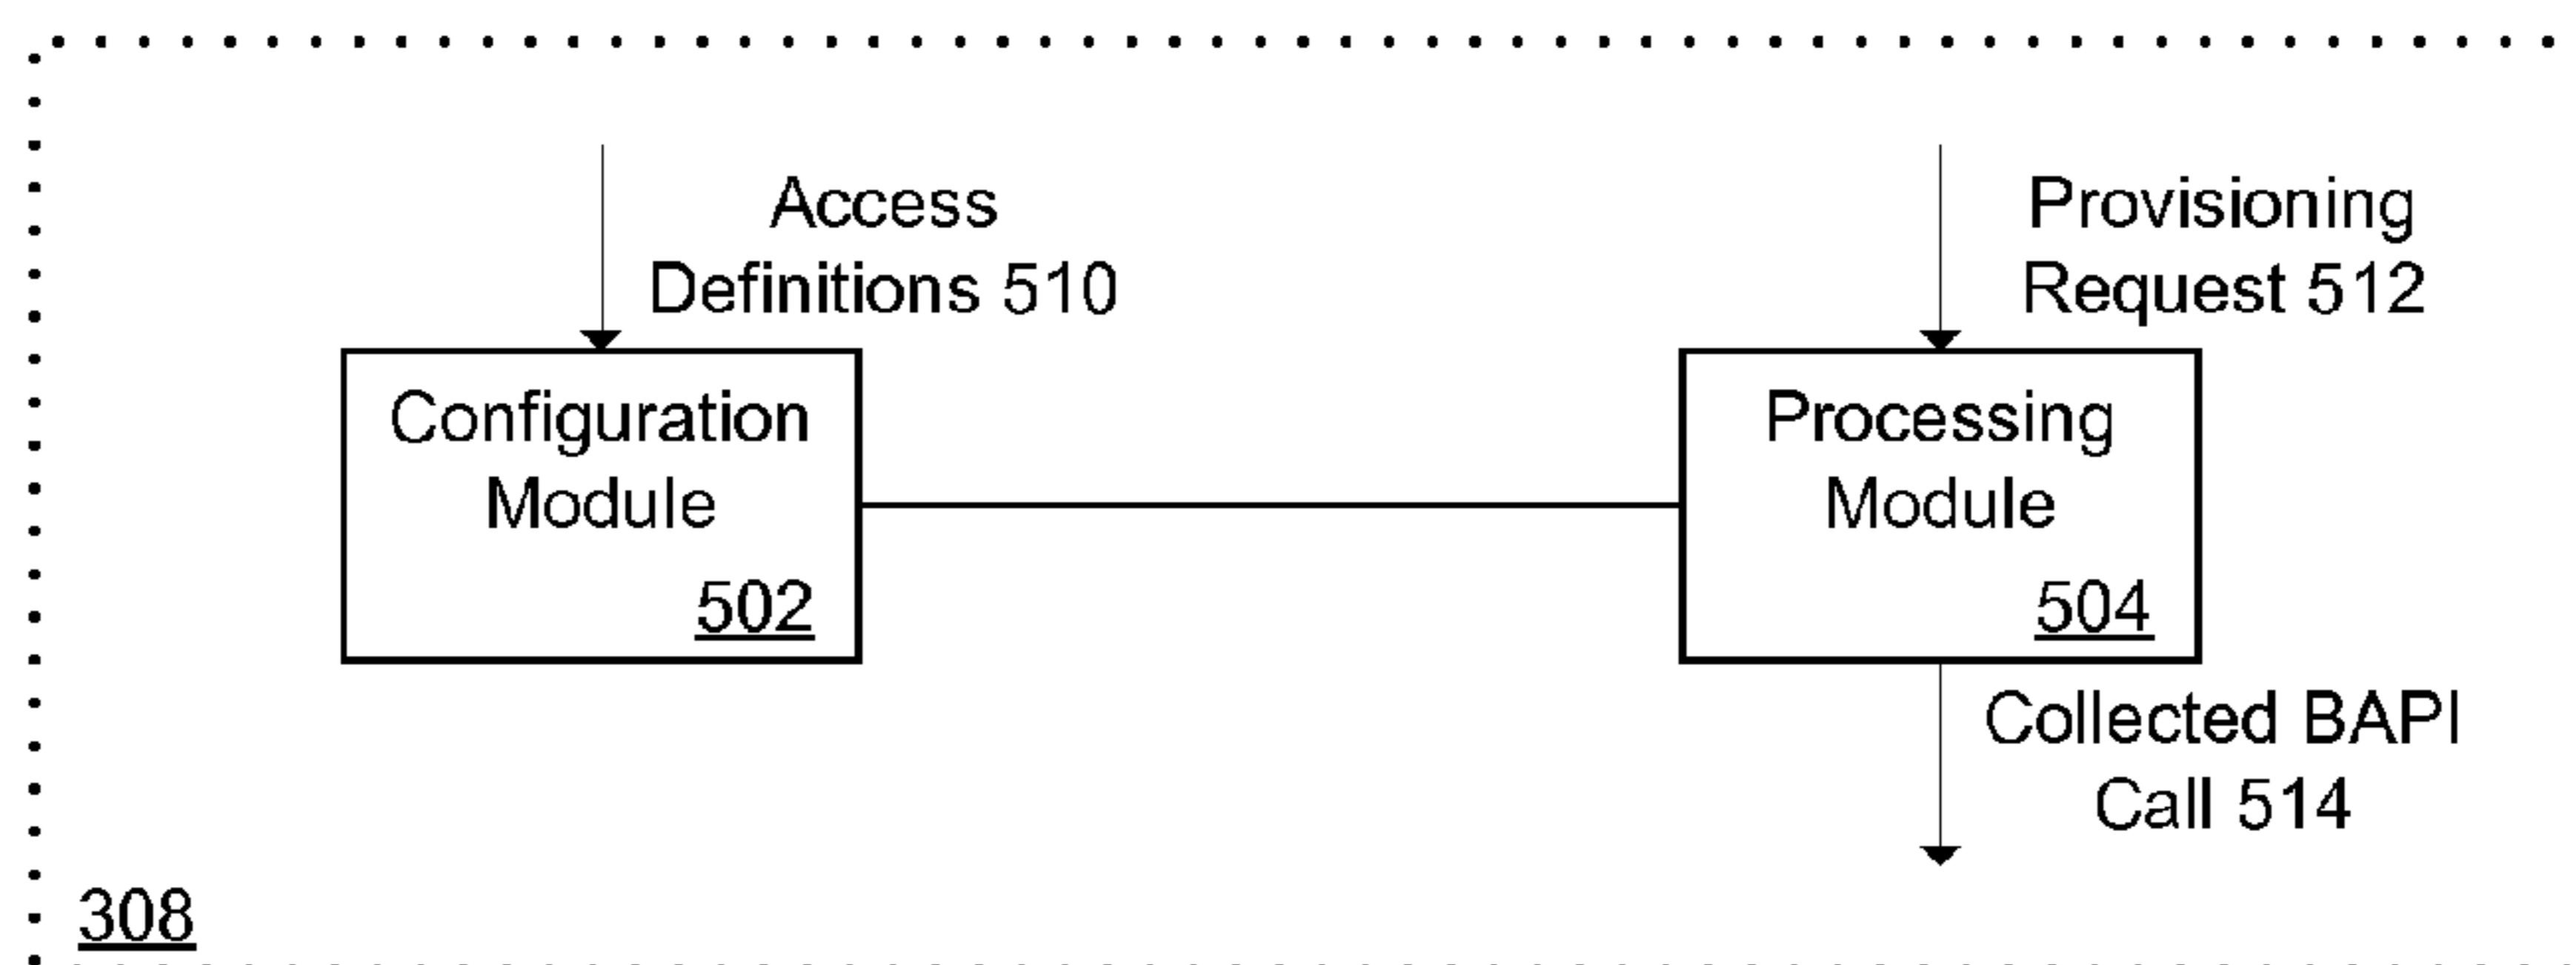 Access
Definitions 510
Provisioning
Request 512
Configuration
Module
502
Processing
Module
504
Collected BAPI
Call 514
308